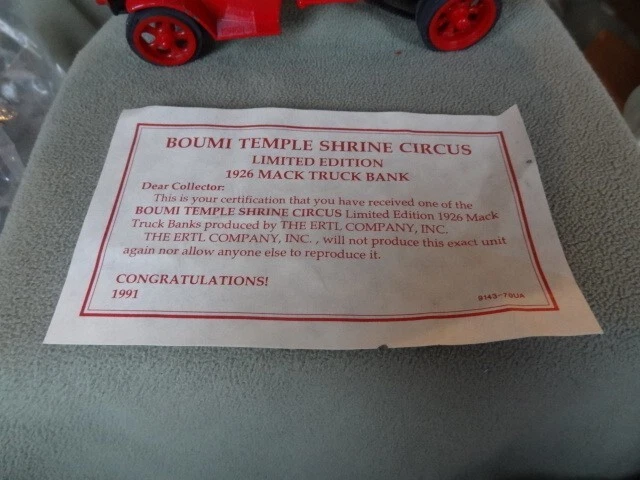 BOUMI TEMPLE SHRINE CIRCUS
LIMITED EDITION
1926 MACK TRUCK BANK
Dear Collector:
This is your certification that you have received one of the
BOUMI TEMPLE SHRINE CIRCUS Limited Edition 1926 Mack
Truck Banks produced by THE ERTL COMPANY, INC.
THE ERTL COMPANY, INC. , will not produce this exact unit
again nor allow anyone else to reproduce it.
CONGRATULATIONS!
1991
9143-7DUA